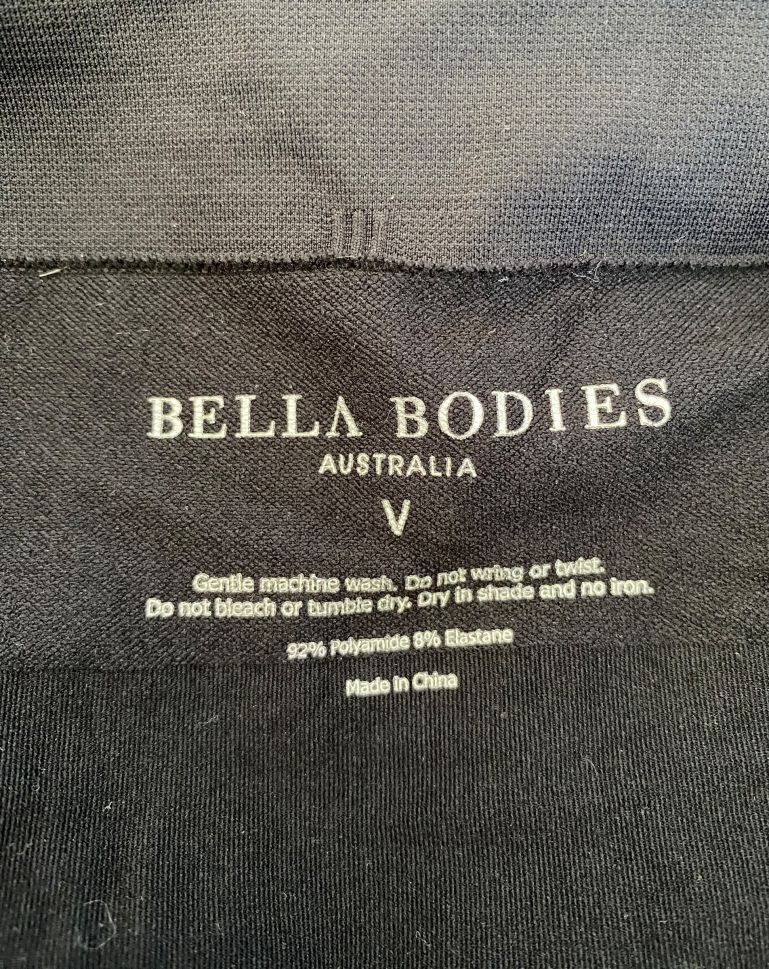 BELLA BODIES
AUSTRALIA
V
Gentle machine wash. Do not wring or twist.
Do not bleach or tumble dry. Dry in shade and no iron.
92% Polyamide 8% Elastane
Made in China